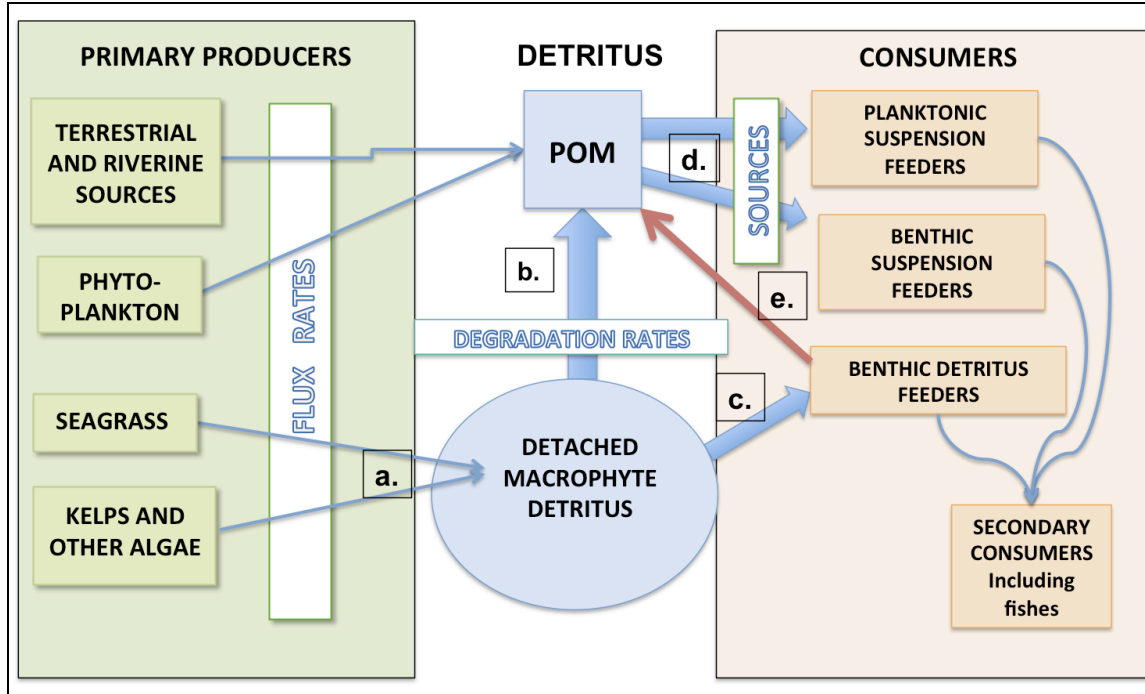 PRIMARY PRODUCERS
TERRESTRIAL
AND RIVERINE
SOURCES
PHYTO-
PLANKTON
SEAGRASS
KELPS AND
OTHER ALGAE
FLUX RATES
a.
DETRITUS
POM
b.
DEGRADATION RATES
DETACHED
MACROPHYTE
DETRITUS
c.
d.
e.
SOURCES
CONSUMERS
PLANKTONIC
SUSPENSION
FEEDERS
BENTHIC
SUSPENSION
FEEDERS
BENTHIC DETRITUS
FEEDERS
SECONDARY
CONSUMERS
Including
fishes